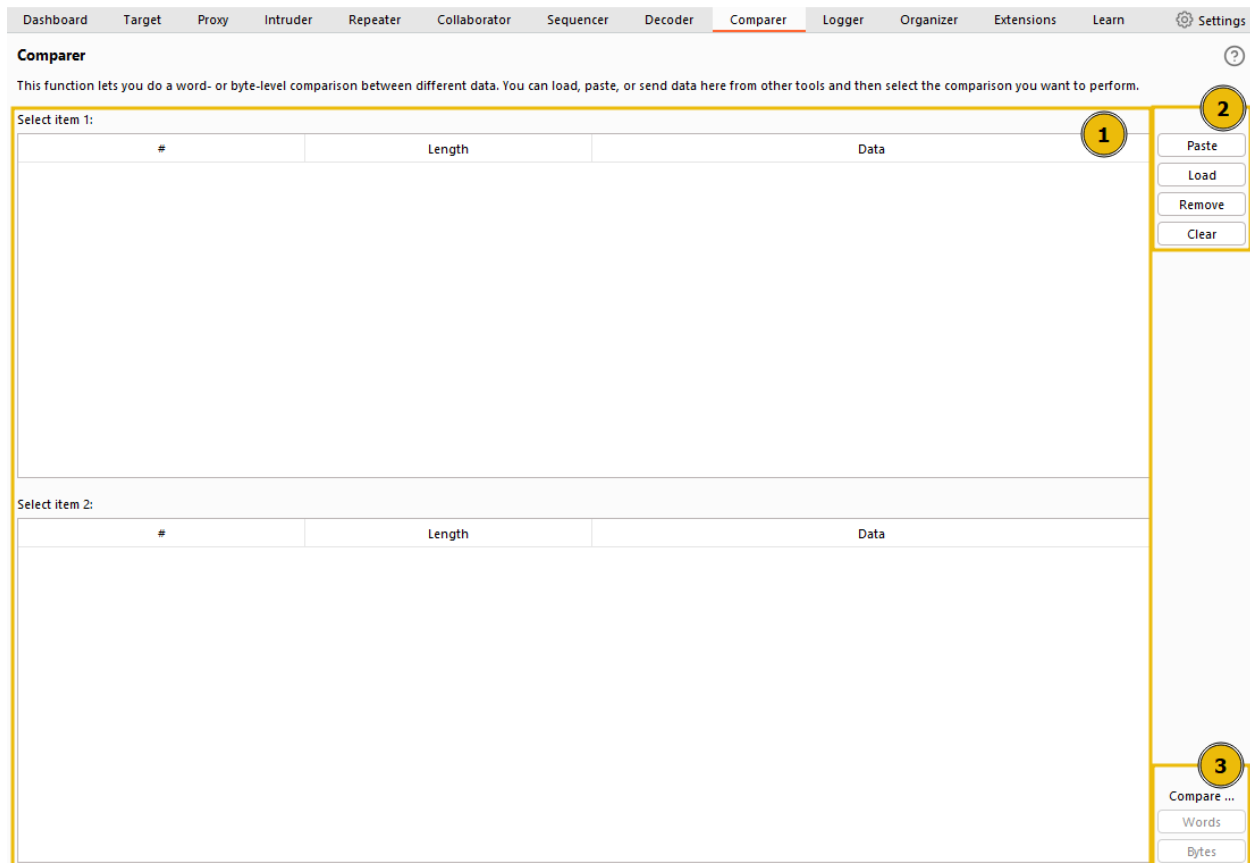 Dashboard Target Proxy Intruder Repeater Collaborator Sequencer Decoder Comparer Logger Organizer Extensions Learn Settings
Comparer ?
This function lets you do a word- or byte-level comparison between different data. You can load, paste, or send data here from other tools and then select the comparison you want to perform.
Select item 1:
# Length Data
1
2
Paste
Load
Remove
Clear
Select item 2:
# Length Data
3
Compare ...
Words
Bytes